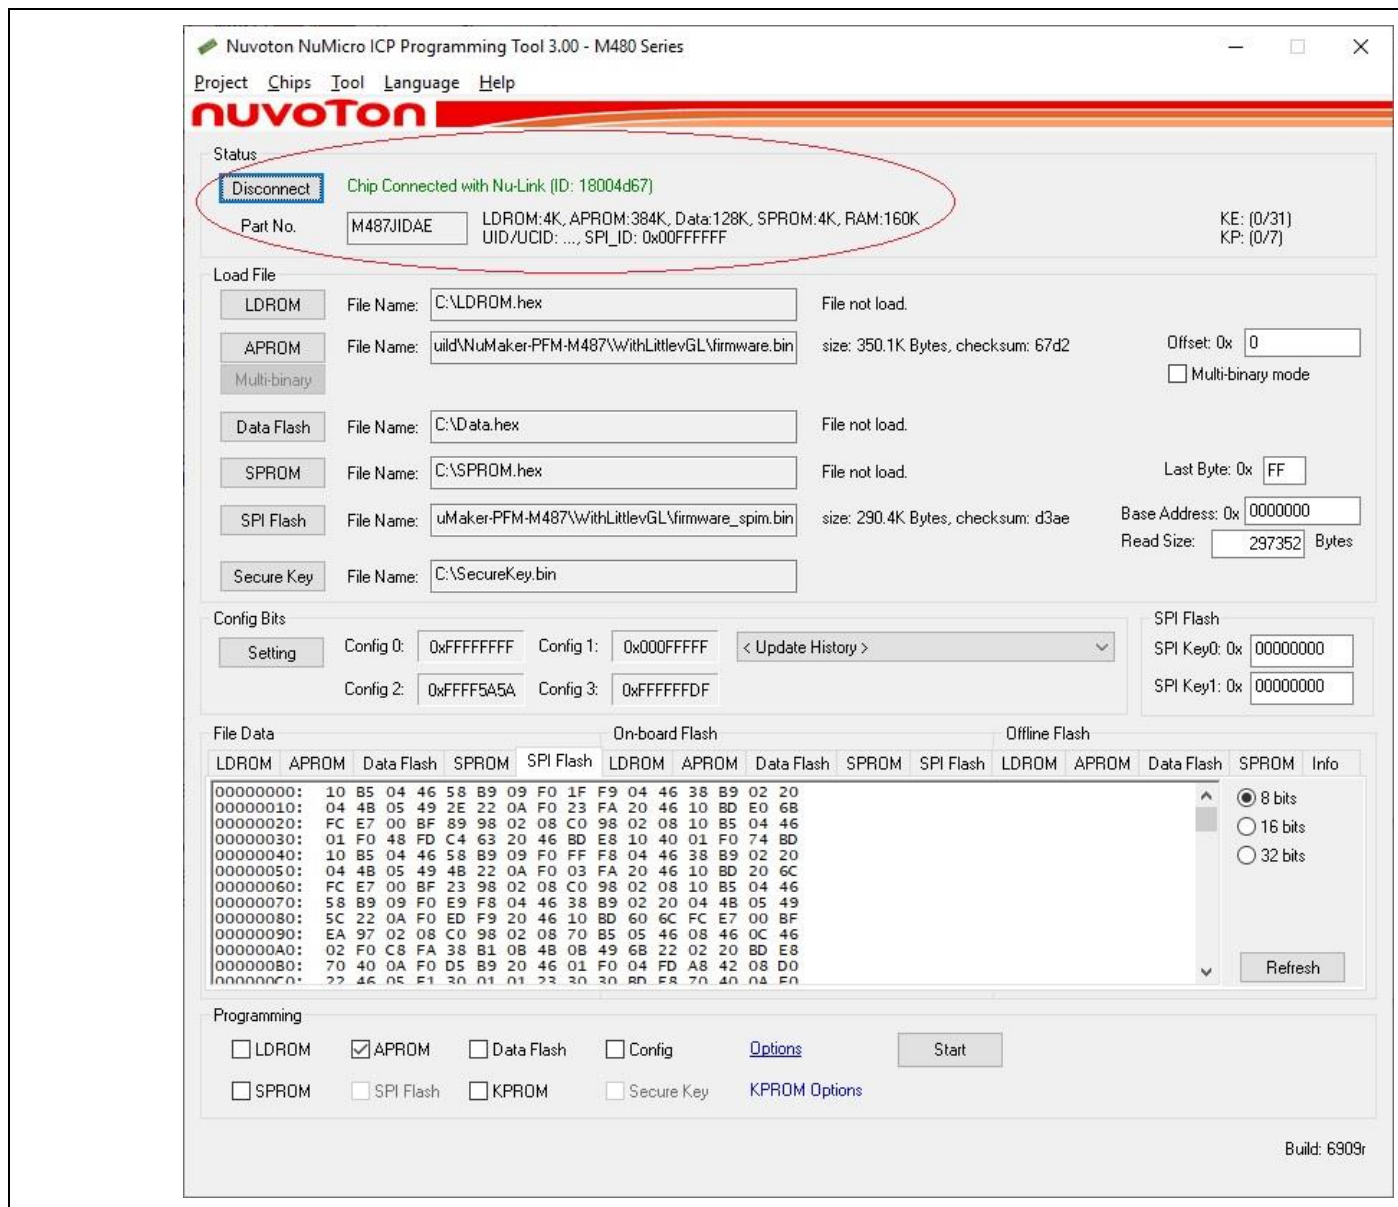 Nuvoton NuMicro ICP Programming Tool 3.00 - M480 Series
Project Chips Tool Language Help
nuvoTon
Status
Disconnect Chip Connected with Nu-Link (ID: 18004d67)
Part No. M487JIDAE LDROM:4K, APROM:384K, Data:128K, SPROM:4K, RAM:160K KE: (0/31)
UID/UCID: ..., SPI_ID: 0x00FFFFFF KP: (0/7)
Load File
LDROM File Name: C:\LDROM.hex File not load.
APROM File Name: uild\NuMaker-PFM-M487\WithLittlevGL\firmware.bin size: 350.1K Bytes, checksum: 67d2 Offset: 0x 0
Multi-binary Multi-binary mode
Data Flash File Name: C:\Data.hex File not load.
SPROM File Name: C:\SPROM.hex File not load. Last Byte: 0x FF
SPI Flash File Name: uMaker-PFM-M487\WithLittlevGL\firmware_spim.bin size: 290.4K Bytes, checksum: d3ae Base Address: 0x 0000000
Read Size: 297352 Bytes
Secure Key File Name: C:\SecureKey.bin
Config Bits SPI Flash
Setting Config 0: 0xFFFFFFFF Config 1: 0x000FFFFF < Update History > SPI Key0: 0x 00000000
Config 2: 0xFFFF5A5A Config 3: 0xFFFFFFDF SPI Key1: 0x 00000000
File Data On-board Flash Offline Flash
LDROM APROM Data Flash SPROM SPI Flash LDROM APROM Data Flash SPROM SPI Flash LDROM APROM Data Flash SPROM Info
00000000: 10 B5 04 46 58 B9 09 F0 1F F9 04 46 38 B9 02 20 8 bits
00000010: 04 4B 05 49 2E 22 0A F0 23 FA 20 46 10 BD E0 6B
00000020: FC E7 00 BF 89 98 02 08 C0 98 02 08 10 B5 04 46 16 bits
00000030: 01 F0 48 FD C4 63 20 46 BD E8 10 40 01 F0 74 BD
00000040: 10 B5 04 46 58 B9 09 F0 FF F8 04 46 38 B9 02 20 32 bits
00000050: 04 4B 05 49 4B 22 0A F0 03 FA 20 46 10 BD 20 6C
00000060: FC E7 00 BF 23 98 02 08 C0 98 02 08 10 B5 04 46
00000070: 58 B9 09 F0 E9 F8 04 46 38 B9 02 20 04 4B 05 49
00000080: 5C 22 0A F0 ED F9 20 46 10 BD 60 6C FC E7 00 BF
00000090: EA 97 02 08 C0 98 02 08 70 B5 05 46 08 46 0C 46
000000A0: 02 F0 C8 FA 38 B1 0B 4B 0B 49 6B 22 02 20 BD E8
000000B0: 70 40 0A F0 D5 B9 20 46 01 F0 04 FD A8 42 08 D0 Refresh
000000C0: 22 46 05 F1 30 01 01 23 30 30 BD E8 70 40 0A F0
Programming
LDROM APROM Data Flash Config Options Start
SPROM SPI Flash KPROM Secure Key KPROM Options
Build: 6909r